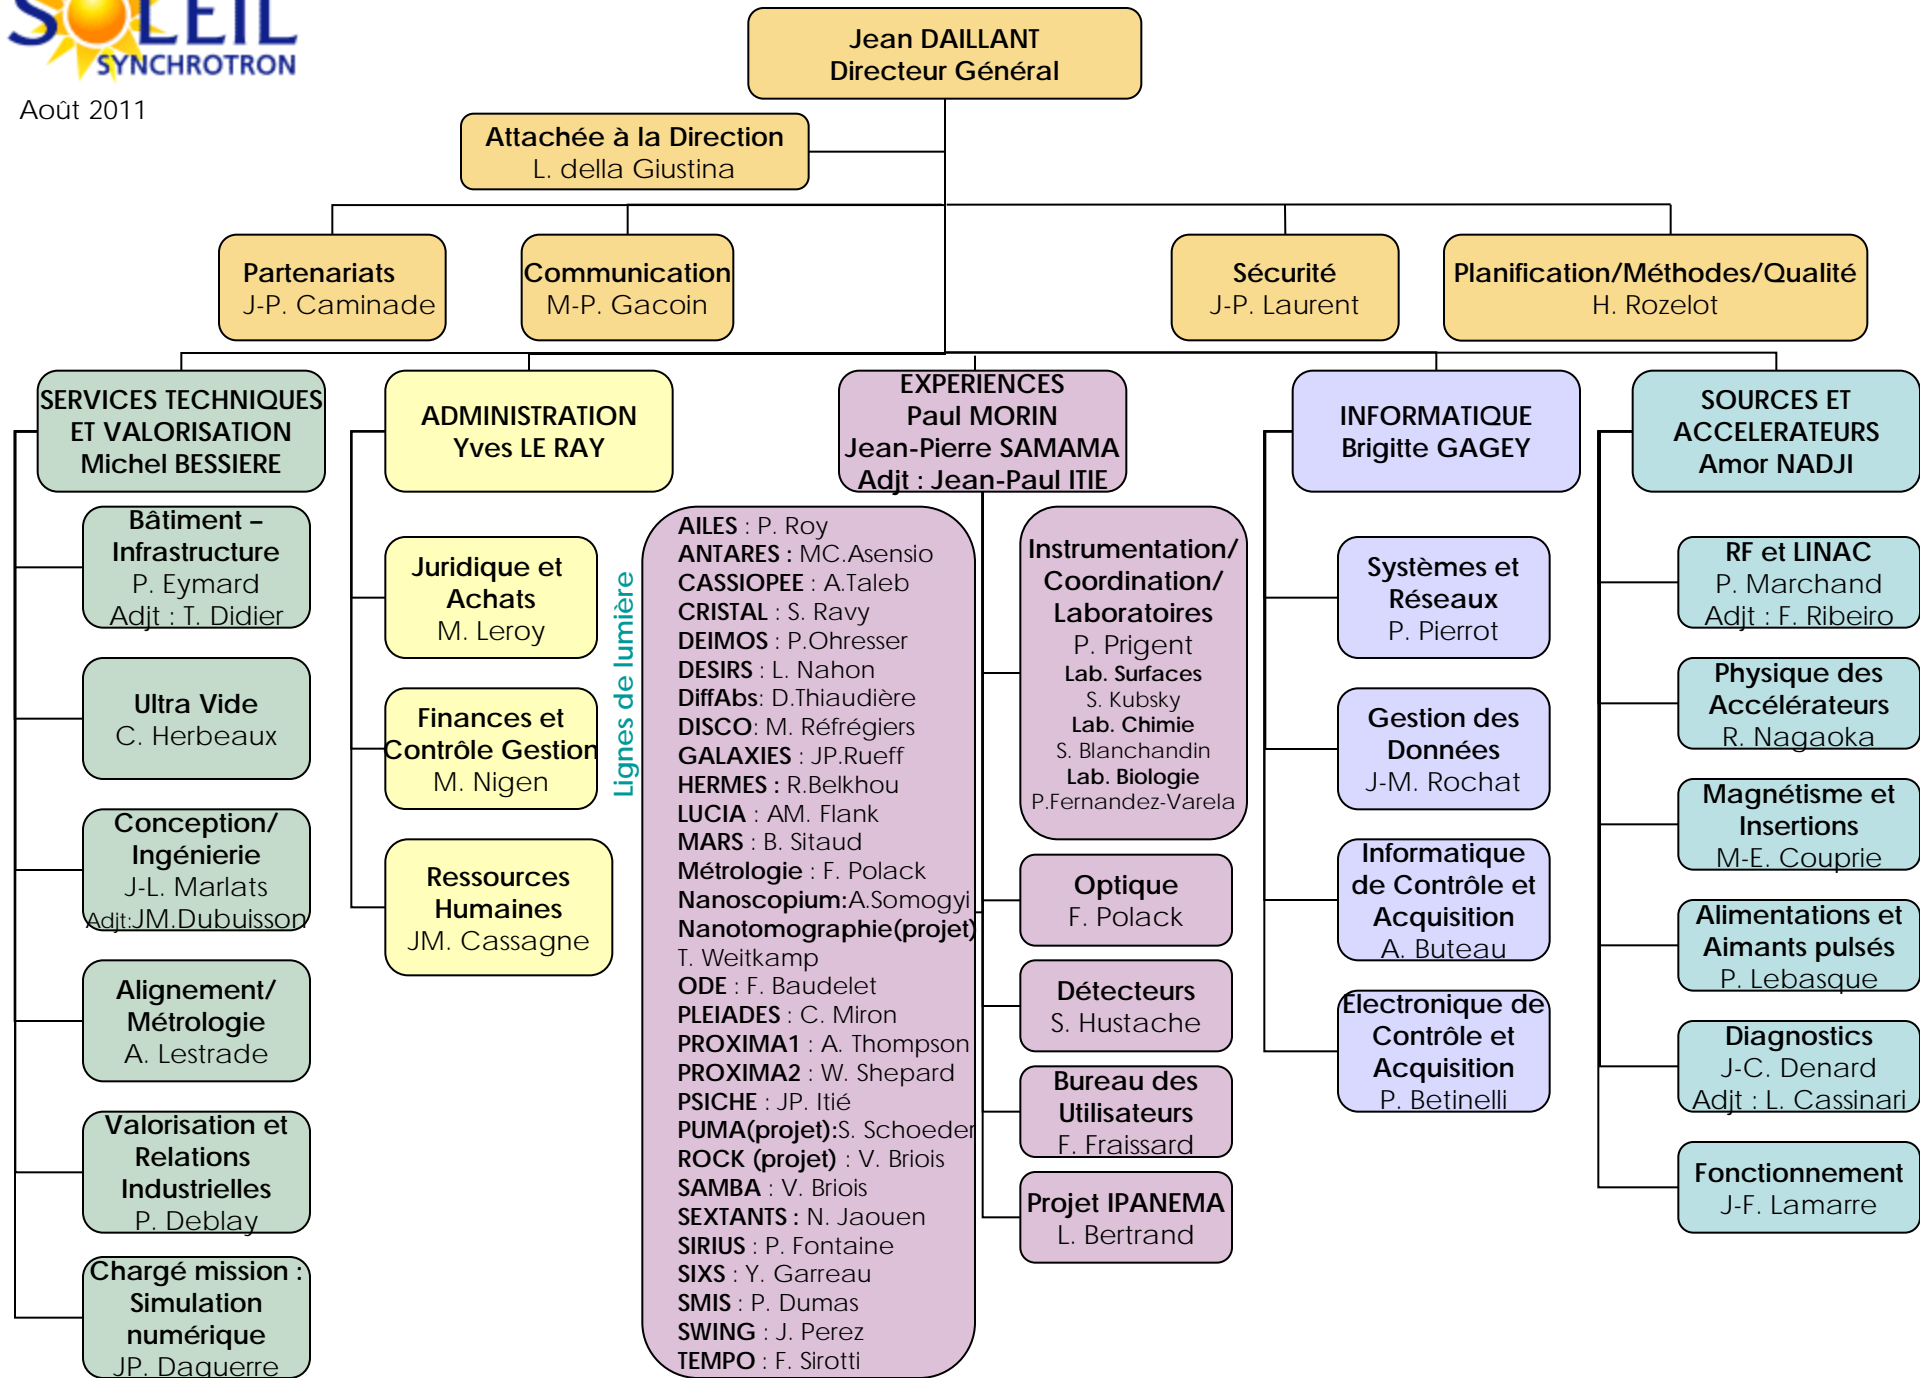 SOLEIL
SYNCHROTRON
Août 2011
Jean DAILLANT
Directeur Général
Attachée à la Direction
L. della Giustina
Partenariats
J-P. Caminade
Communication
M-P. Gacoin
Sécurité
J-P. Laurent
Planification/Méthodes/Qualité
H. Rozelot
SERVICES TECHNIQUES
ET VALORISATION
Michel BESSIERE
Bâtiment –
Infrastructure
P. Eymard
Adjt : T. Didier
Ultra Vide
C. Herbeaux
Conception/
Ingénierie
J-L. Marlats
Adjt:JM.Dubuisson
Alignement/
Métrologie
A. Lestrade
Valorisation et
Relations
Industrielles
P. Deblay
Chargé mission :
Simulation
numérique
JP. Daguerre
ADMINISTRATION
Yves LE RAY
Juridique et
Achats
M. Leroy
Finances et
Contrôle Gestion
M. Nigen
Ressources
Humaines
JM. Cassagne
EXPERIENCES
Paul MORIN
Jean-Pierre SAMAMA
Adjt : Jean-Paul ITIE
Lignes de lumière
AILES : P. Roy
ANTARES : MC.Asensio
CASSIOPEE : A.Taleb
CRISTAL : S. Ravy
DEIMOS : P.Ohresser
DESIRS : L. Nahon
DiffAbs: D.Thiaudière
DISCO: M. Réfrégiers
GALAXIES : JP.Rueff
HERMES : R.Belkhou
LUCIA : AM. Flank
MARS : B. Sitaud
Métrologie : F. Polack
Nanoscopium:A.Somogyi
Nanotomographie(projet)
T. Weitkamp
ODE : F. Baudelet
PLEIADES : C. Miron
PROXIMA1 : A. Thompson
PROXIMA2 : W. Shepard
PSICHE : JP. Itié
PUMA(projet):S. Schoeder
ROCK (projet) : V. Briois
SAMBA : V. Briois
SEXTANTS : N. Jaouen
SIRIUS : P. Fontaine
SIXS : Y. Garreau
SMIS : P. Dumas
SWING : J. Perez
TEMPO : F. Sirotti
Instrumentation/
Coordination/
Laboratoires
P. Prigent
Lab. Surfaces
S. Kubsky
Lab. Chimie
S. Blanchandin
Lab. Biologie
P.Fernandez-Varela
Optique
F. Polack
Détecteurs
S. Hustache
Bureau des
Utilisateurs
F. Fraissard
Projet IPANEMA
L. Bertrand
INFORMATIQUE
Brigitte GAGEY
Systèmes et
Réseaux
P. Pierrot
Gestion des
Données
J-M. Rochat
Informatique
de Contrôle et
Acquisition
A. Buteau
Electronique de
Contrôle et
Acquisition
P. Betinelli
SOURCES ET
ACCELERATEURS
Amor NADJI
RF et LINAC
P. Marchand
Adjt : F. Ribeiro
Physique des
Accélérateurs
R. Nagaoka
Magnétisme et
Insertions
M-E. Couprie
Alimentations et
Aimants pulsés
P. Lebasque
Diagnostics
J-C. Denard
Adjt : L. Cassinari
Fonctionnement
J-F. Lamarre